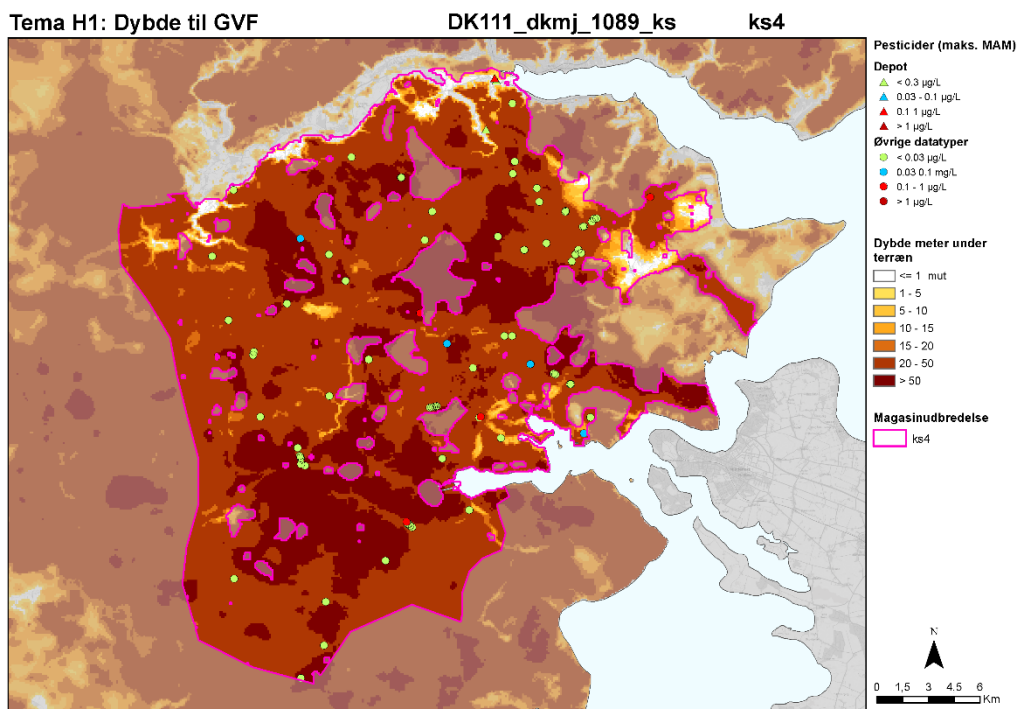 Tema H1: Dybde til GVF DK111_dkmj_1089_ks ks4
Pesticider (maks. MAM)
Depot
< 0.3 µg/L
0.03 - 0.1 µg/L
0.1 1 µg/L
> 1 µg/L
Øvrige datatyper
< 0.03 µg/L
0.03 0.1 mg/L
0.1 - 1 µg/L
> 1 µg/L
Dybde meter under
terræn
<= 1 mut
1 - 5
5 - 10
10 - 15
15 - 20
20 - 50
> 50
Magasinudbredelse
ks4
N
0 1,5 3 4.5 6
Km